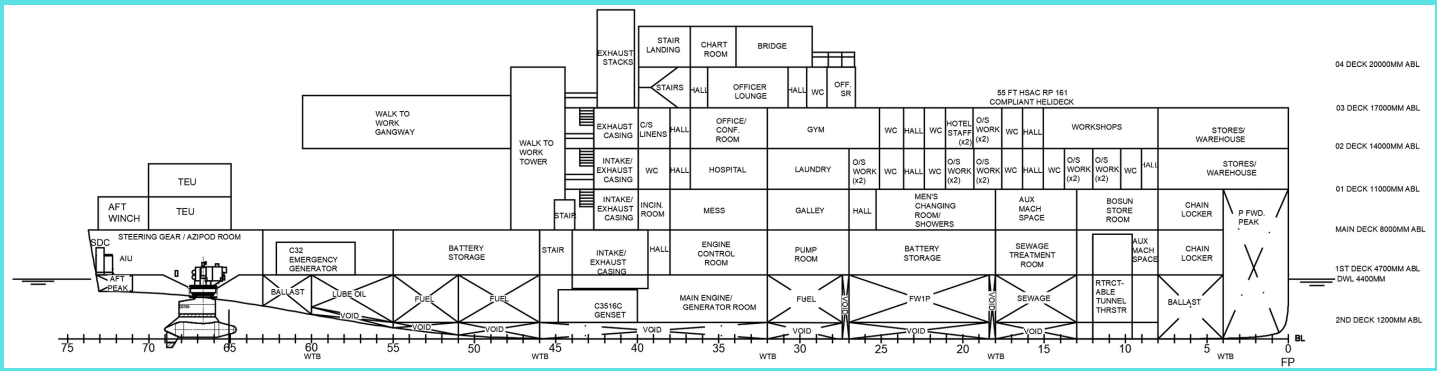 STAIR
LANDING
CHART
ROOM
BRIDGE
EXHAUST
STACKS
04 DECK 20000MM ABL
STAIRS
HALL
OFFICER
LOUNGE
HALL
WC
OFF.
SR
55 FT HSAC RP 161
COMPLIANT HELIDECK
03 DECK 17000MM ABL
WALK TO
WORK
GANGWAY
WALK TO
WORK
TOWER
EXHAUST
CASING
C/S
LINENS
HALL
OFFICE/
CONF.
ROOM
GYM
WC
HALL
WC
HOTEL
STAFF
(x2)
O/S
WORK
(x2)
WC
HALL
WORKSHOPS
STORES/
WAREHOUSE
02 DECK 14000MM ABL
INTAKE/
EXHAUST
CASING
WC
HALL
HOSPITAL
LAUNDRY
O/S
WORK
(x2)
WC
HALL
WC
O/S
WORK
(x2)
O/S
WORK
(x2)
WC
HALL
O/S
WORK
(x2)
O/S
WORK
(x2)
WC
HALL
STORES/
WAREHOUSE
01 DECK 11000MM ABL
TEU
TEU
AFT
WINCH
STAIR
INTAKE/
EXHAUST
CASING
INCIN.
ROOM
MESS
GALLEY
HALL
MEN'S
CHANGING
ROOM/
SHOWERS
AUX
MACH
SPACE
BOSUN
STORE
ROOM
CHAIN
LOCKER
P FWD.
PEAK
MAIN DECK 8000MM ABL
STEERING GEAR / AZIPOD ROOM
SDC
AIU
AFT
PEAK
C32
EMERGENCY
GENERATOR
BATTERY
STORAGE
STAIR
INTAKE/
EXHAUST
CASING
HALL
ENGINE
CONTROL
ROOM
PUMP
ROOM
BATTERY
STORAGE
SEWAGE
TREATMENT
ROOM
AUX
MACH
SPACE
CHAIN
LOCKER
1ST DECK 4700MM ABL
DWL 4400MM
BALLAST
LUBE OIL
FUEL
FUEL
C3516C
GENSET
MAIN ENGINE/
GENERATOR ROOM
FUEL
VOID
FW1P
VOID
SEWAGE
RTRCT-
ABLE
TUNNEL
THRSTR
BALLAST
2ND DECK 1200MM ABL
VOID
VOID
VOID
VOID
VOID
VOID
VOID
BL
75 70 65 60 55 50 45 40 35 30 25 20 15 10 5 0
WTB WTB WTB WTB WTB
FP